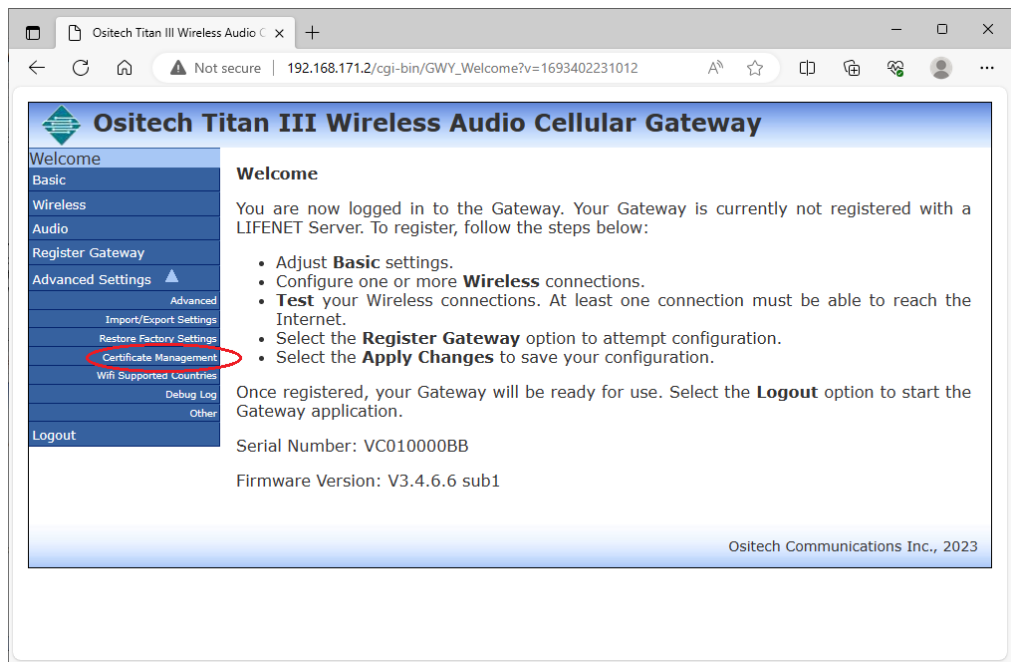 Ositech Titan III Wireless Audio C
Not secure | 192.168.171.2/cgi-bin/GWY_Welcome?v=1693402231012
Ositech Titan III Wireless Audio Cellular Gateway
Welcome
Basic
Wireless
Audio
Register Gateway
Advanced Settings
Advanced
Import/Export Settings
Restore Factory Settings
Certificate Management
Wifi Supported Countries
Debug Log
Other
Logout
Welcome
You are now logged in to the Gateway. Your Gateway is currently not registered with a
LIFENET Server. To register, follow the steps below:
• Adjust Basic settings.
• Configure one or more Wireless connections.
• Test your Wireless connections. At least one connection must be able to reach the
Internet.
• Select the Register Gateway option to attempt configuration.
• Select the Apply Changes to save your configuration.
Once registered, your Gateway will be ready for use. Select the Logout option to start the
Gateway application.
Serial Number: VC010000BB
Firmware Version: V3.4.6.6 sub1
Ositech Communications Inc., 2023